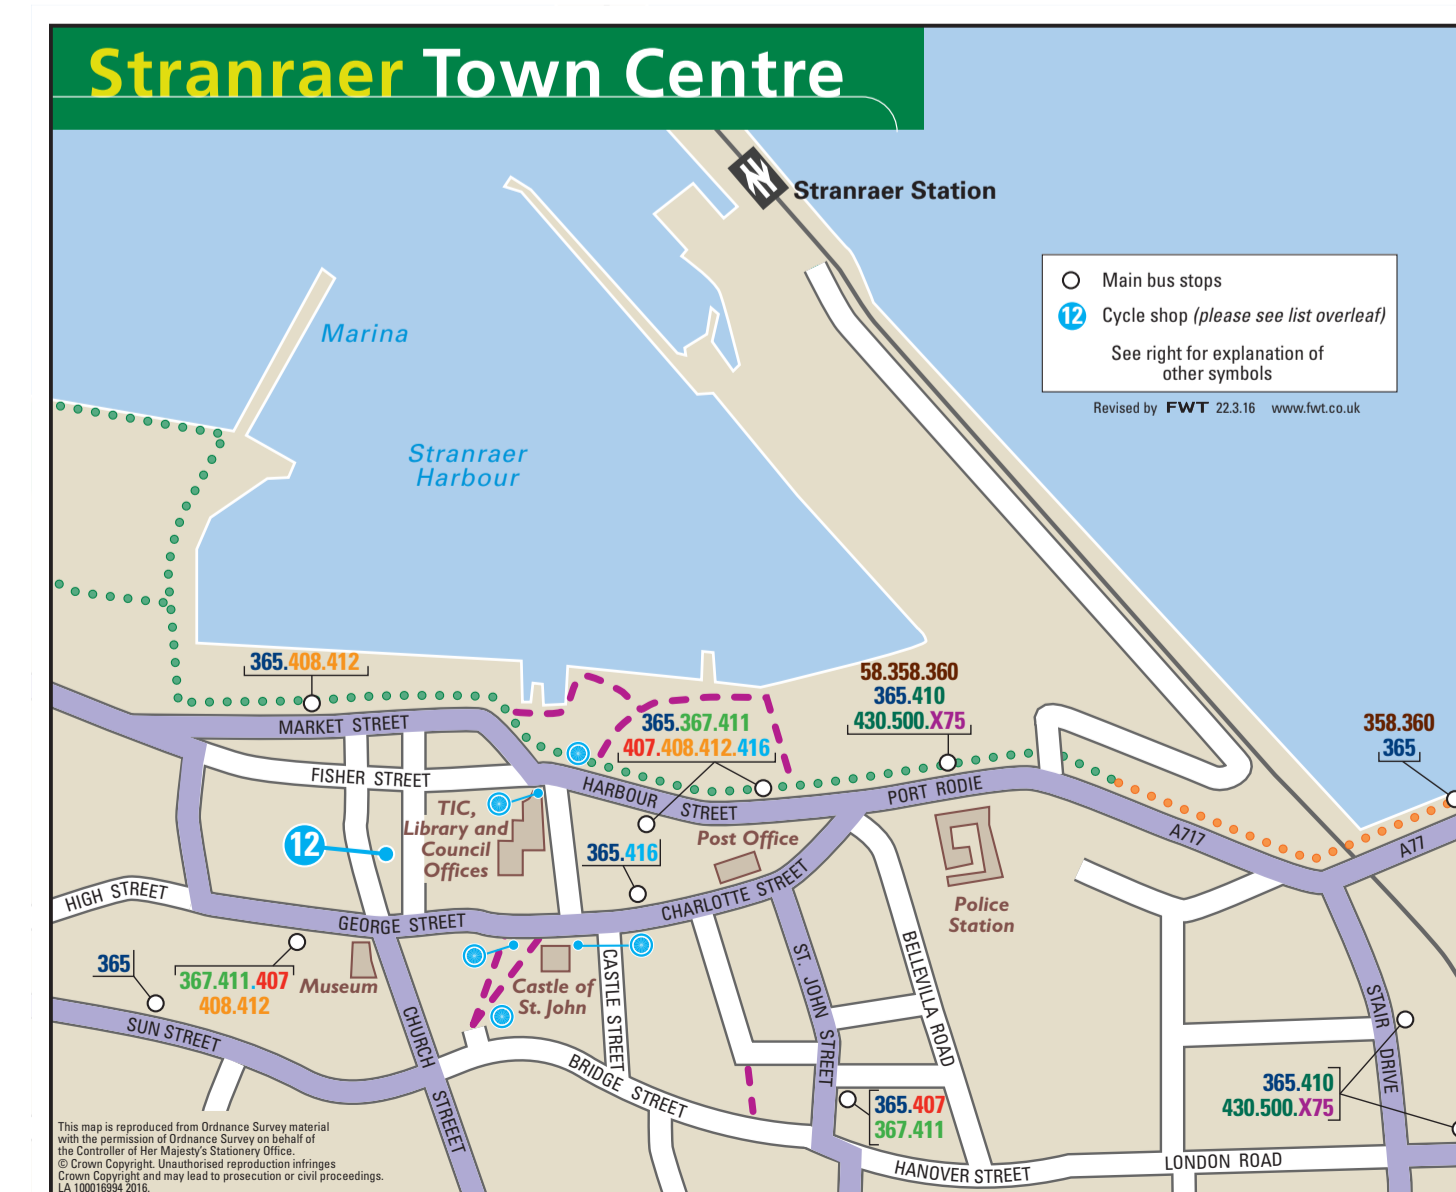 Stranraer Town Centre
Stranraer Station
Main bus stops
12 Cycle shop (please see list overleaf)
See right for explanation of
other symbols
Revised by FWT 22.3.16 www.fwt.co.uk
Marina
Stranraer
Harbour
365.408.412
MARKET STREET
FISHER STREET
365.367.411
407.408.412.416
58.358.360
365.410
430.500.X75
358.360
365
HARBOUR STREET
PORT RODIE
A717
A77
TIC,
Library and
Council
Offices
12
365.416
Post Office
Police
Station
HIGH STREET
GEORGE STREET
CHARLOTTE STREET
365
367.411.407
408.412
Museum
Castle of
St. John
CASTLE STREET
ST. JOHN STREET
BELLEVILLA ROAD
STAIR DRIVE
SUN STREET
CHURCH STREEET
BRIDGE STREET
365.407
367.411
365.410
430.500.X75
HANOVER STREET
LONDON ROAD
This map is reproduced from Ordnance Survey material
with the permission of Ordnance Survey on behalf of
the Controller of Her Majesty's Stationery Office.
© Crown Copyright. Unauthorised reproduction infringes
Crown Copyright and may lead to prosecution or civil proceedings.
LA 100016994 2016.